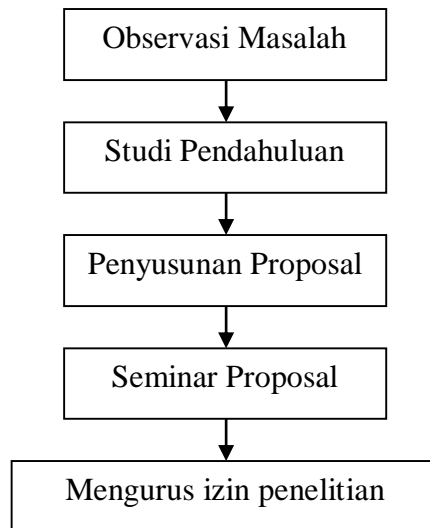 Observasi Masalah
Studi Pendahuluan
Penyusunan Proposal
Seminar Proposal
Mengurus izin penelitian